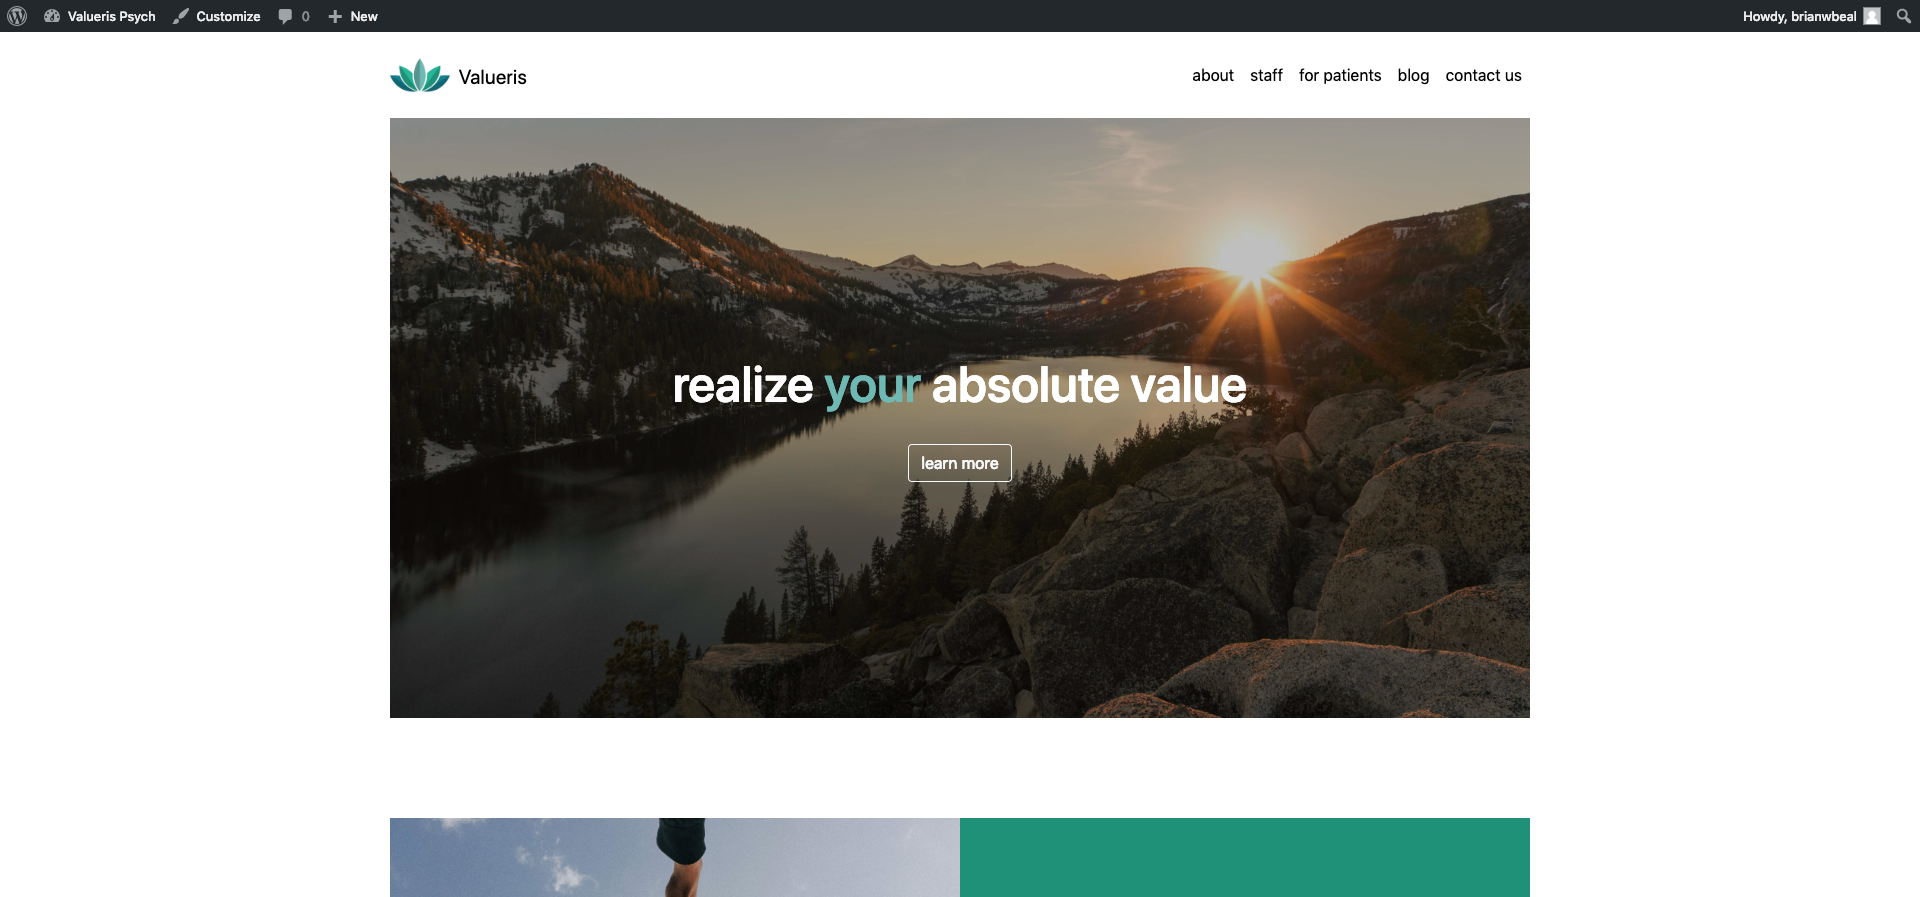 Valueris Psych Customize 0 New Howdy, brianwbeal
Valueris about staff for patients blog contact us
realize your absolute value
learn more